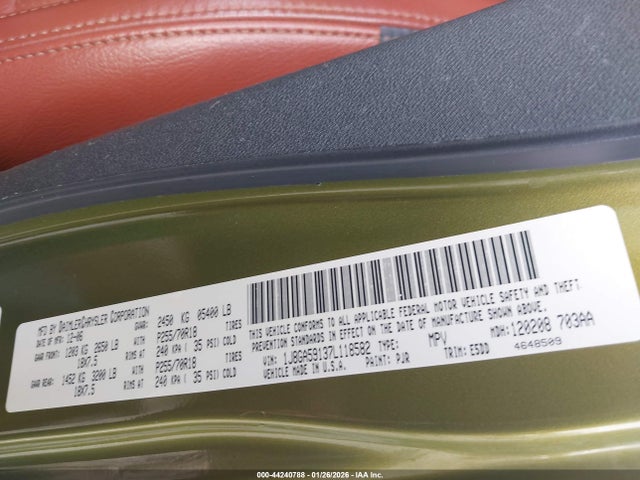 MFD BY DAIMLERCHRYSLER CORPORATION
DATE OF MFR 12-06 GVWR: 2450 KG 05400 LB
GAWR FRONT: 1203 KG 2650 LB WITH P255/70R18 TIRES
18X7.5 RIMS AT 240 KPA ( 35 PSI) COLD
GAWR REAR: 1452 KG 3200 LB WITH P255/70R18 TIRES
18X7.5 RIMS AT 240 KPA ( 35 PSI) COLD
THIS VEHICLE CONFORMS TO ALL APPLICABLE FEDERAL MOTOR VEHICLE SAFETY AND THEFT
PREVENTION STANDARDS IN EFFECT ON THE DATE OF MANUFACTURE SHOWN ABOVE.
VIN: 1J8GA59137L118582 TYPE: MPV MDH: 120208 703AA
MADE IN U.S.A. PAINT: PJR TRIM: E5DD 4648509
000-44240788 — 01/26/2026 — IAA Inc.